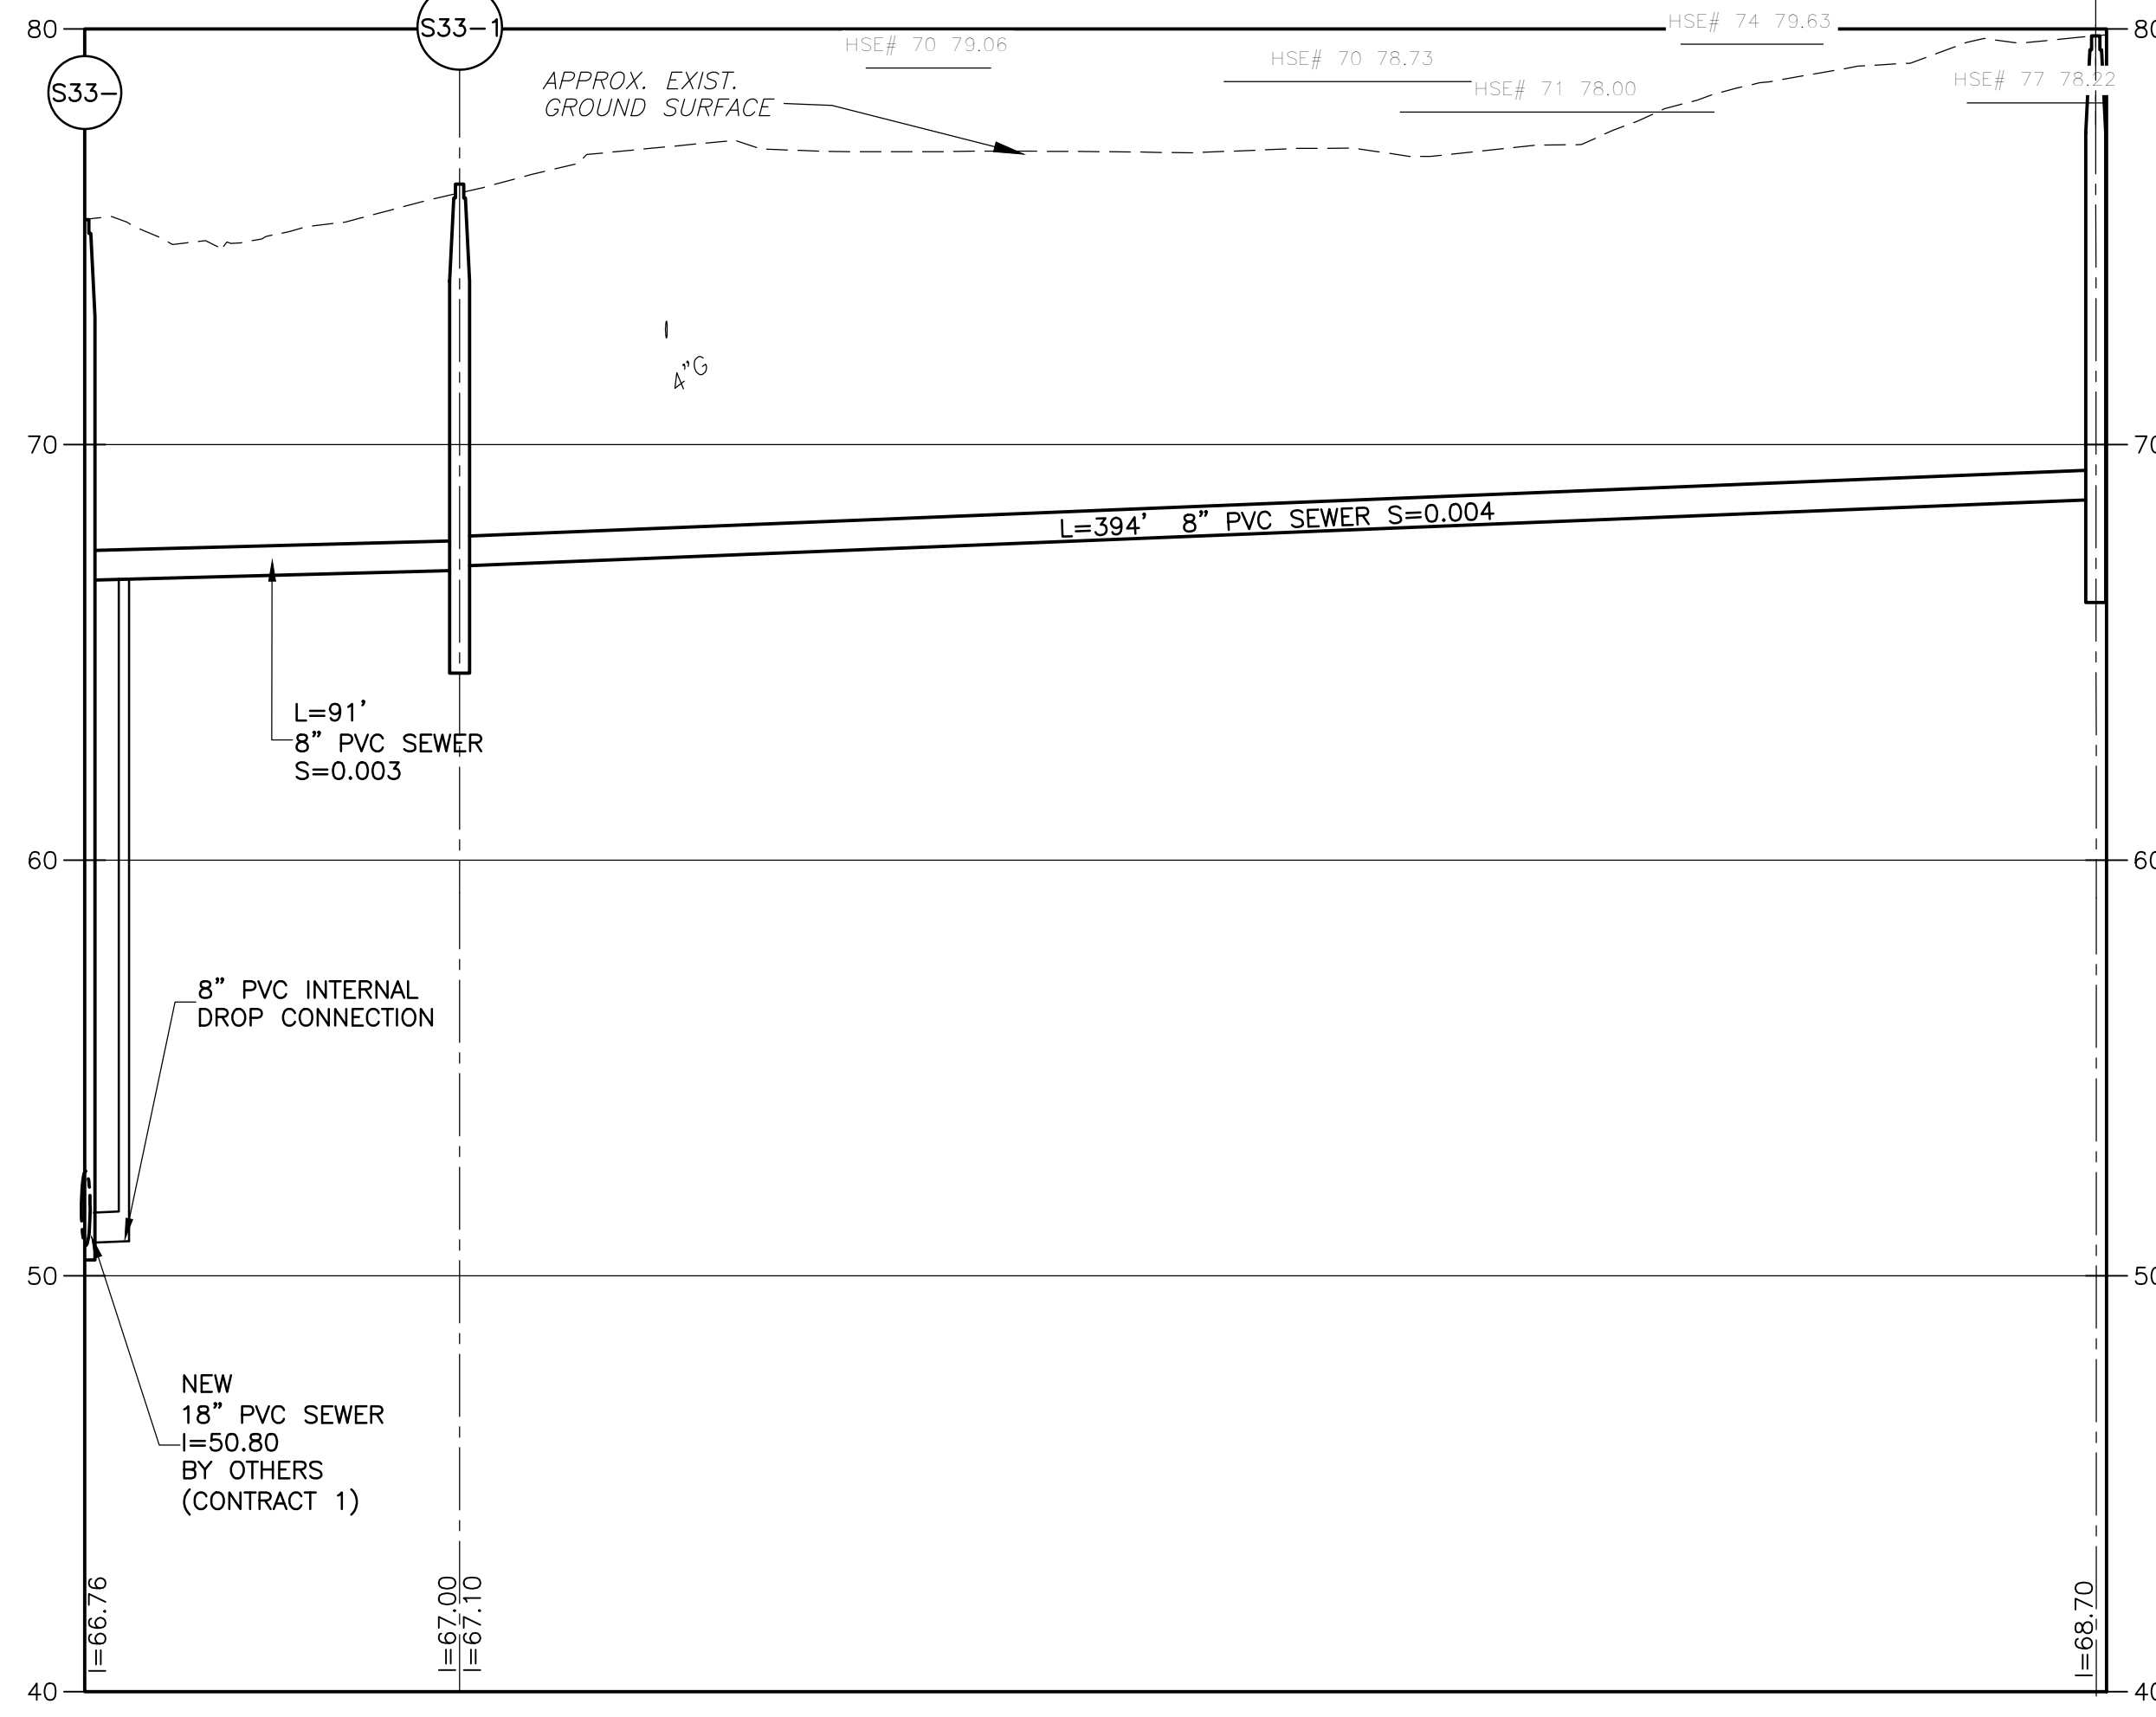 80
S33-1
HSE# 70 79.06
HSE# 70 78.73
HSE# 74 79.63
80
S33-
APPROX. EXIST.
GROUND SURFACE
HSE# 71 78.00
HSE# 77 78.22
4"G
70
70
L=394' 8" PVC SEWER S=0.004
L=91'
8" PVC SEWER
S=0.003
60
60
8" PVC INTERNAL
DROP CONNECTION
50
50
NEW
18" PVC SEWER
I=50.80
BY OTHERS
(CONTRACT 1)
I=66.76
I=67.00
I=67.10
I=68.70
40
40